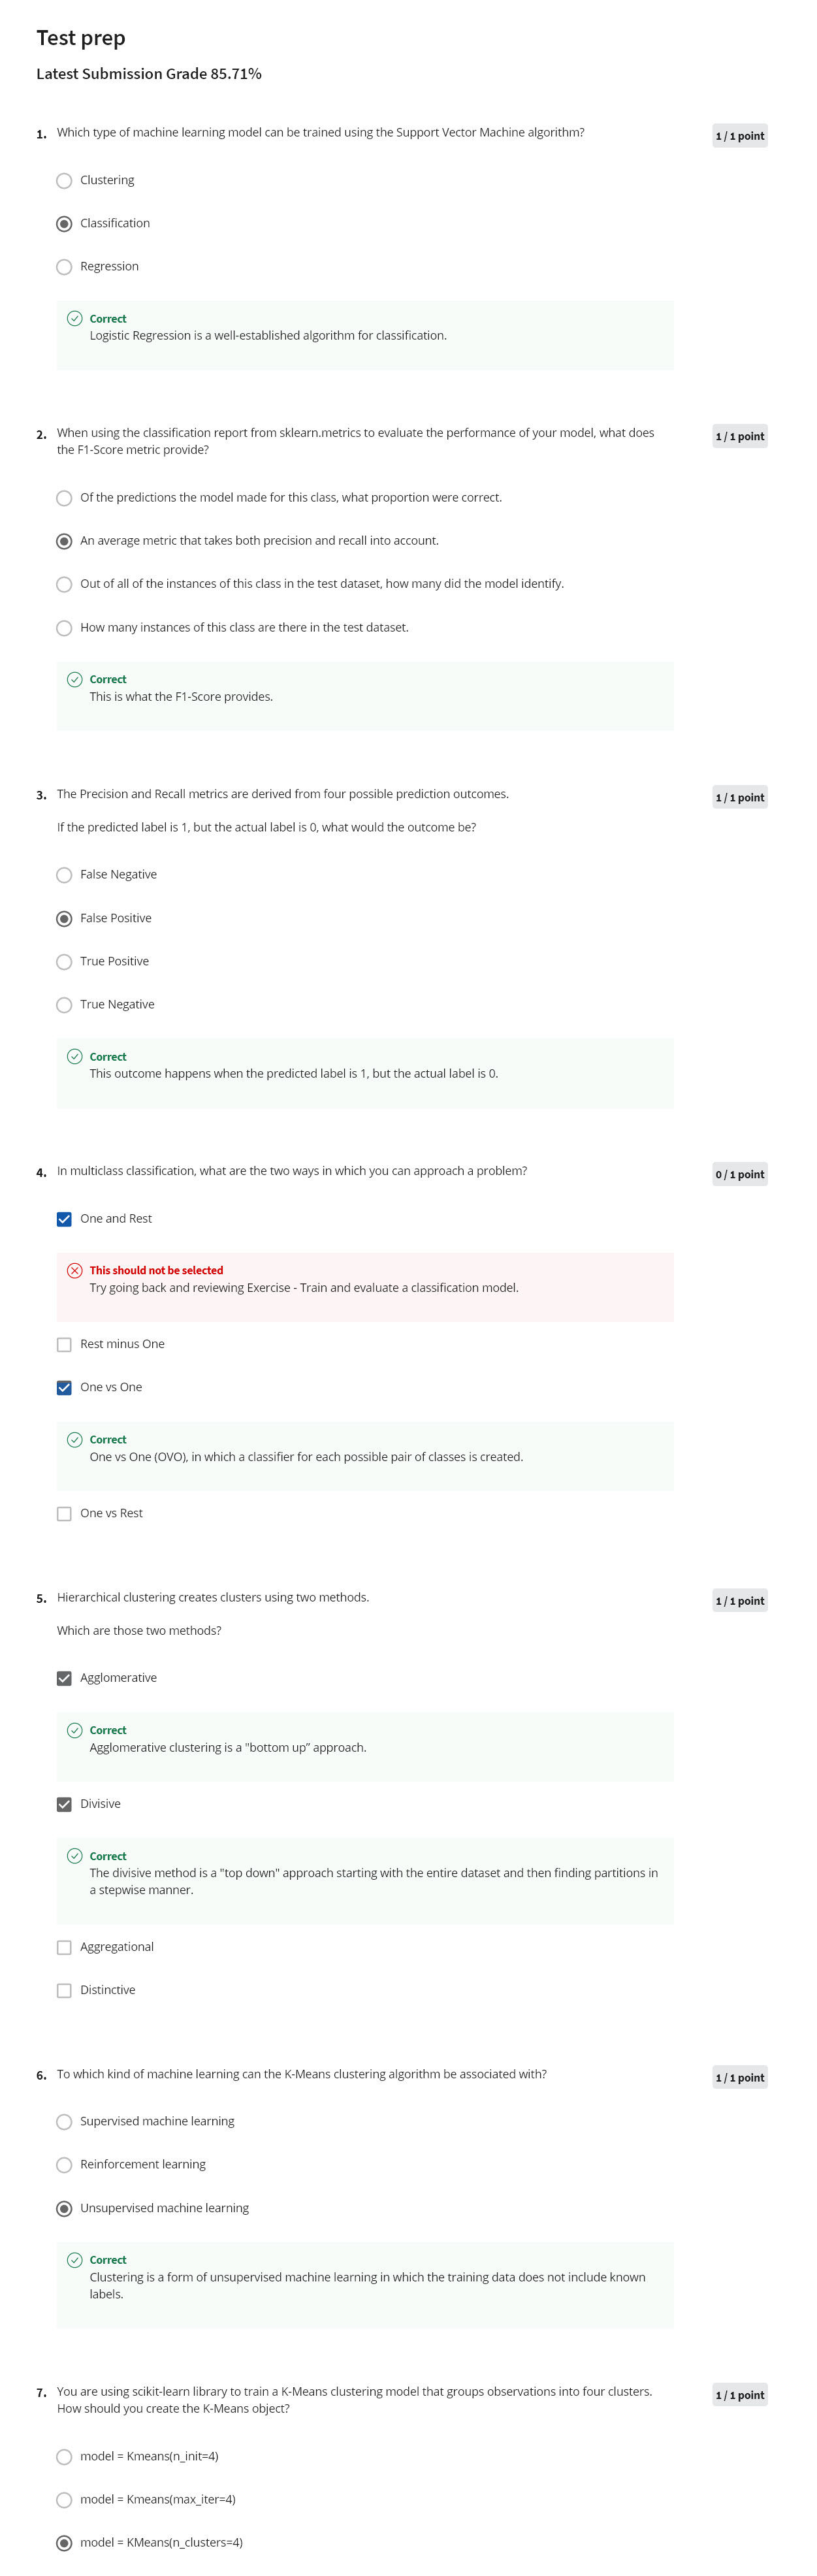 Test prep
Latest Submission Grade 85.71%
1. Which type of machine learning model can be trained using the Support Vector Machine algorithm?
1 / 1 point
Clustering
Classification
Regression
Correct
Logistic Regression is a well-established algorithm for classification.
2. When using the classification report from sklearn.metrics to evaluate the performance of your model, what does
the F1-Score metric provide?
1 / 1 point
Of the predictions the model made for this class, what proportion were correct.
An average metric that takes both precision and recall into account.
Out of all of the instances of this class in the test dataset, how many did the model identify.
How many instances of this class are there in the test dataset.
Correct
This is what the F1-Score provides.
3. The Precision and Recall metrics are derived from four possible prediction outcomes.
1 / 1 point
If the predicted label is 1, but the actual label is 0, what would the outcome be?
False Negative
False Positive
True Positive
True Negative
Correct
This outcome happens when the predicted label is 1, but the actual label is 0.
4. In multiclass classification, what are the two ways in which you can approach a problem?
0 / 1 point
One and Rest
This should not be selected
Try going back and reviewing Exercise - Train and evaluate a classification model.
Rest minus One
One vs One
Correct
One vs One (OVO), in which a classifier for each possible pair of classes is created.
One vs Rest
5. Hierarchical clustering creates clusters using two methods.
1 / 1 point
Which are those two methods?
Agglomerative
Correct
Agglomerative clustering is a "bottom up” approach.
Divisive
Correct
The divisive method is a "top down" approach starting with the entire dataset and then finding partitions in
a stepwise manner.
Aggregational
Distinctive
6. To which kind of machine learning can the K-Means clustering algorithm be associated with?
1 / 1 point
Supervised machine learning
Reinforcement learning
Unsupervised machine learning
Correct
Clustering is a form of unsupervised machine learning in which the training data does not include known
labels.
7. You are using scikit-learn library to train a K-Means clustering model that groups observations into four clusters.
How should you create the K-Means object?
1 / 1 point
model = Kmeans(n_init=4)
model = Kmeans(max_iter=4)
model = KMeans(n_clusters=4)